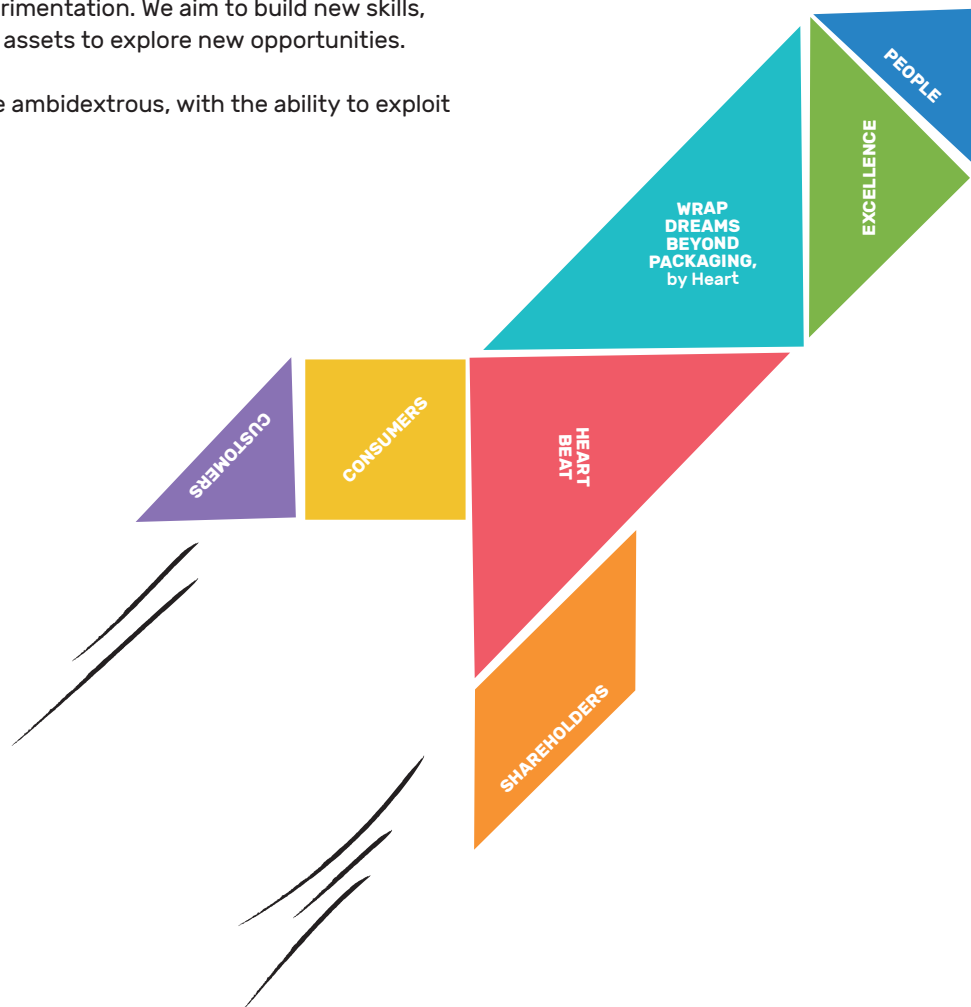 rimentation. We aim to build new skills,
assets to explore new opportunities.
e ambidextrous, with the ability to exploit
PEOPLE
EXCELLENCE
WRAP
DREAMS
BEYOND
PACKAGING,
by Heart
CUSTOMERS
CONSUMERS
HEART
BEAT
SHAREHOLDERS